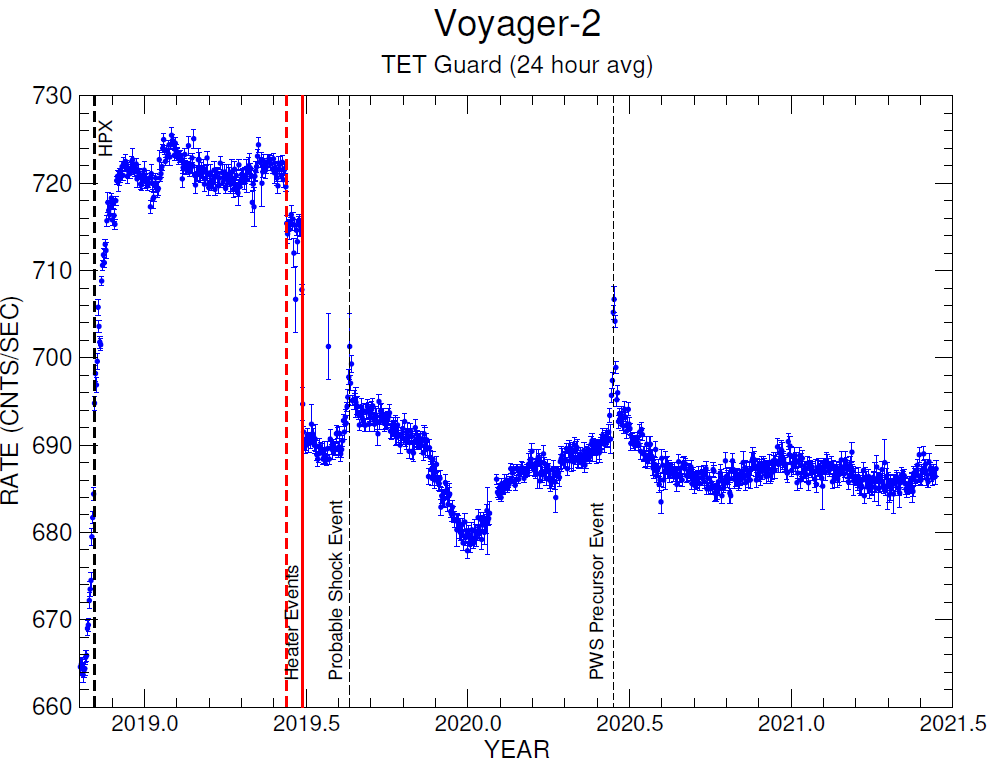 Voyager-2
TET Guard (24 hour avg)
730
720
710
700
690
680
670
660
RATE (CNTS/SEC)
HPX
Heater Events
Probable Shock Event
PWS Precursor Event
2019.0
2019.5
2020.0
2020.5
2021.0
2021.5
YEAR